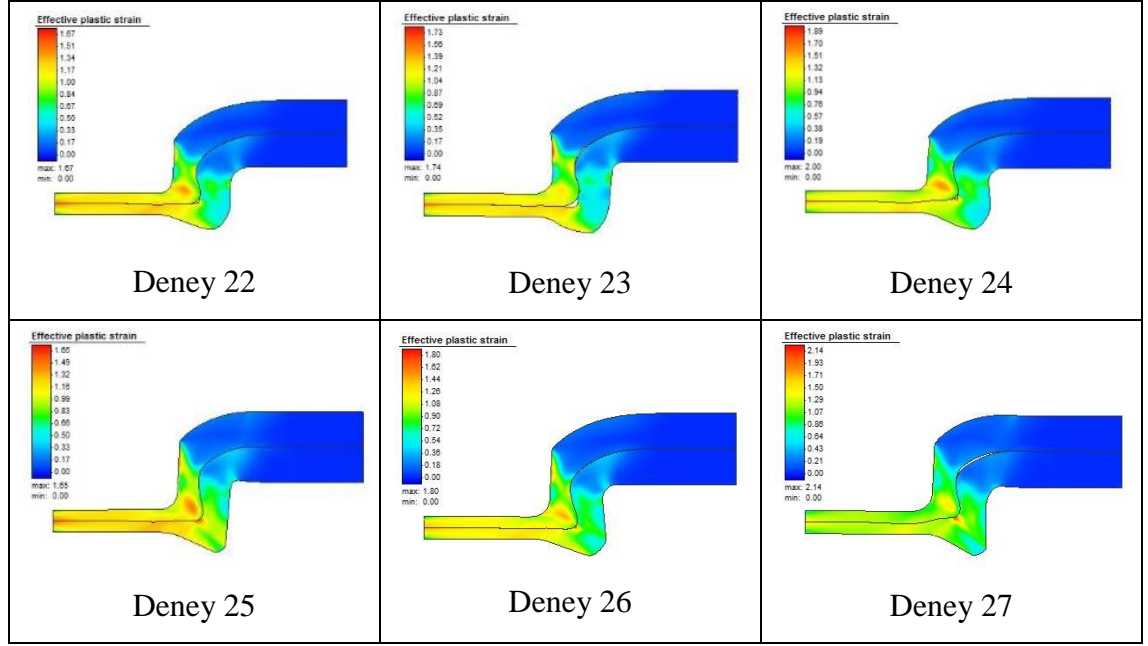 Effective plastic strain
1.67
1.51
1.34
1.17
1.00
0.84
0.67
0.50
0.33
0.17
0.00
max: 1.67
min: 0.00
Deney 22
Effective plastic strain
1.73
1.56
1.39
1.21
1.04
0.87
0.69
0.52
0.35
0.17
0.00
max: 1.74
min: 0.00
Deney 23
Effective plastic strain
1.89
1.70
1.51
1.32
1.13
0.94
0.76
0.57
0.38
0.19
0.00
max: 2.00
min: 0.00
Deney 24
Effective plastic strain
1.65
1.49
1.32
1.16
0.99
0.83
0.66
0.50
0.33
0.17
0.00
max: 1.65
min: 0.00
Deney 25
Effective plastic strain
1.80
1.62
1.44
1.26
1.08
0.90
0.72
0.54
0.36
0.18
0.00
max: 1.80
min: 0.00
Deney 26
Effective plastic strain
2.14
1.93
1.71
1.50
1.29
1.07
0.86
0.64
0.43
0.21
0.00
max: 2.14
min: 0.00
Deney 27